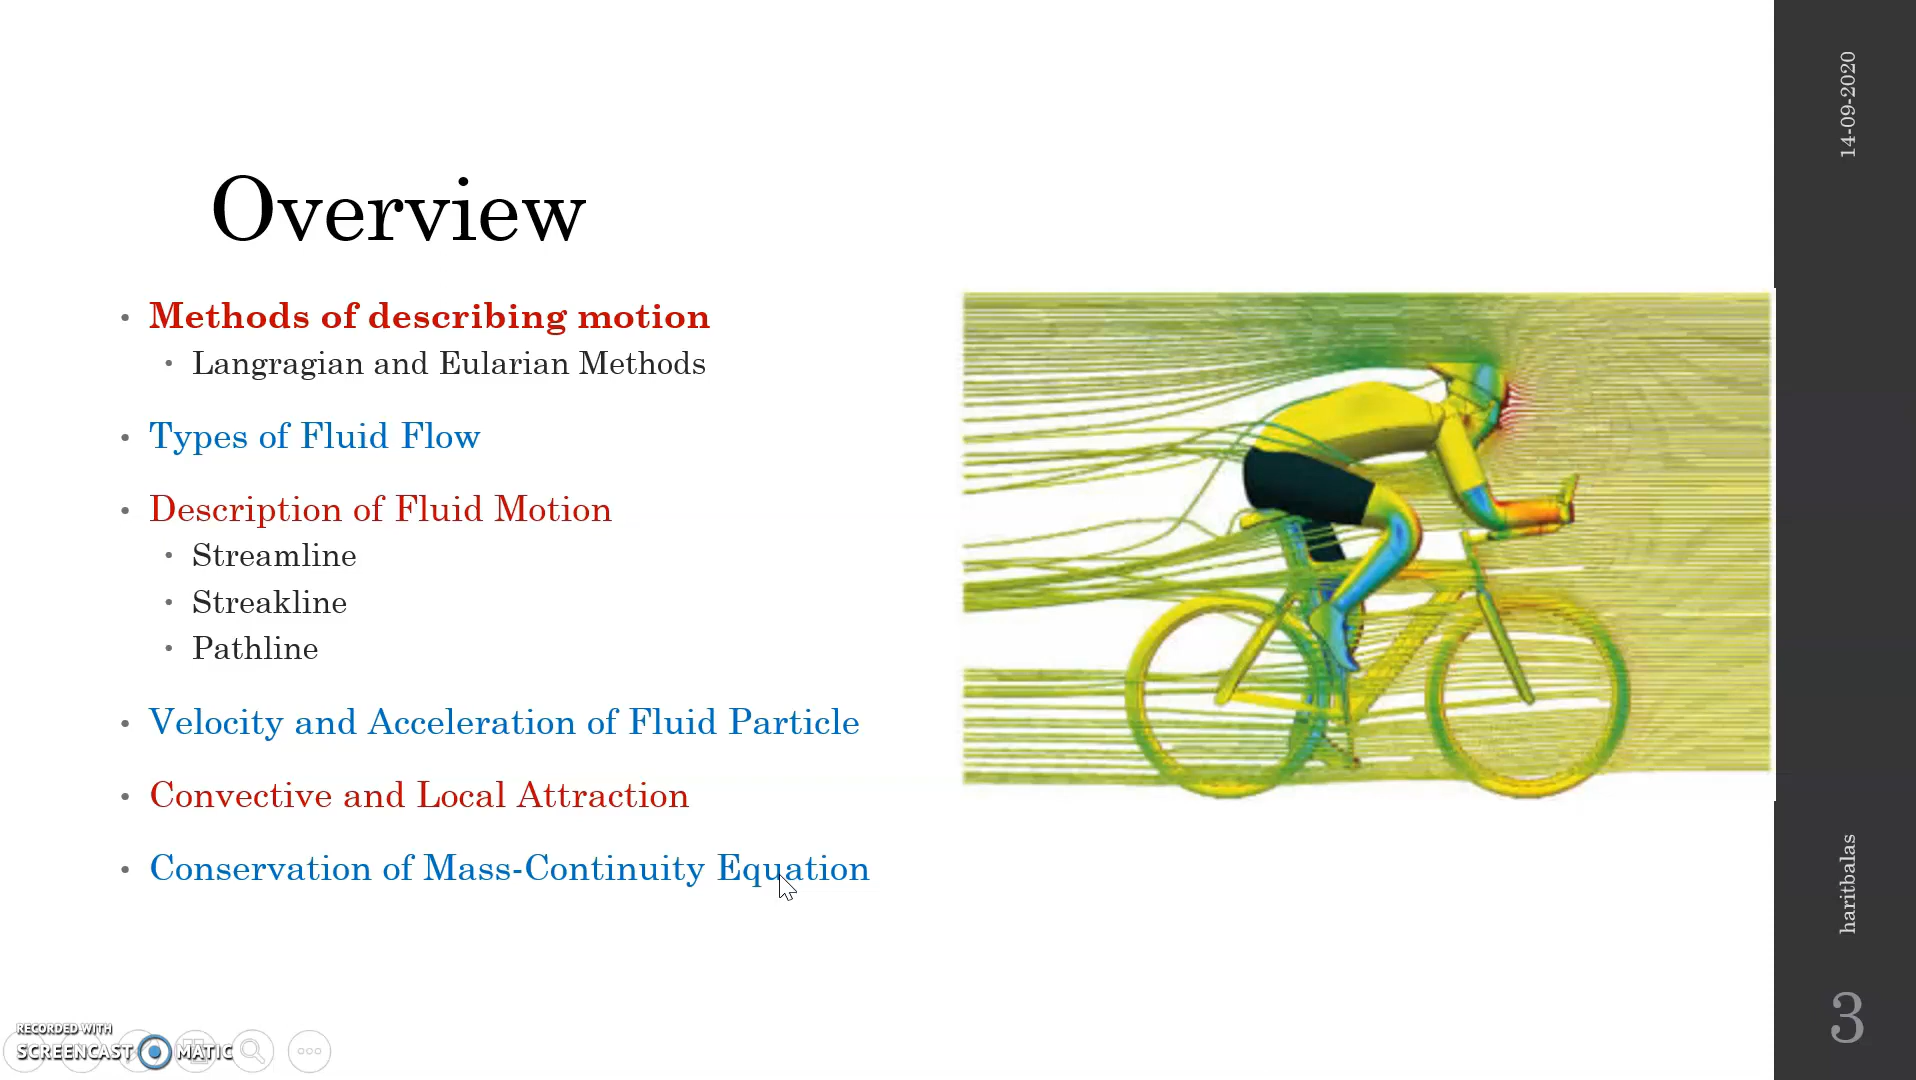 Overview
• Methods of describing motion
• Langragian and Eularian Methods
• Types of Fluid Flow
• Description of Fluid Motion
• Streamline
• Streakline
• Pathline
• Velocity and Acceleration of Fluid Particle
• Convective and Local Attraction
• Conservation of Mass-Continuity Equation
14-09-2020
haritbalas
3
RECORDED WITH
SCREENCAST MATIC